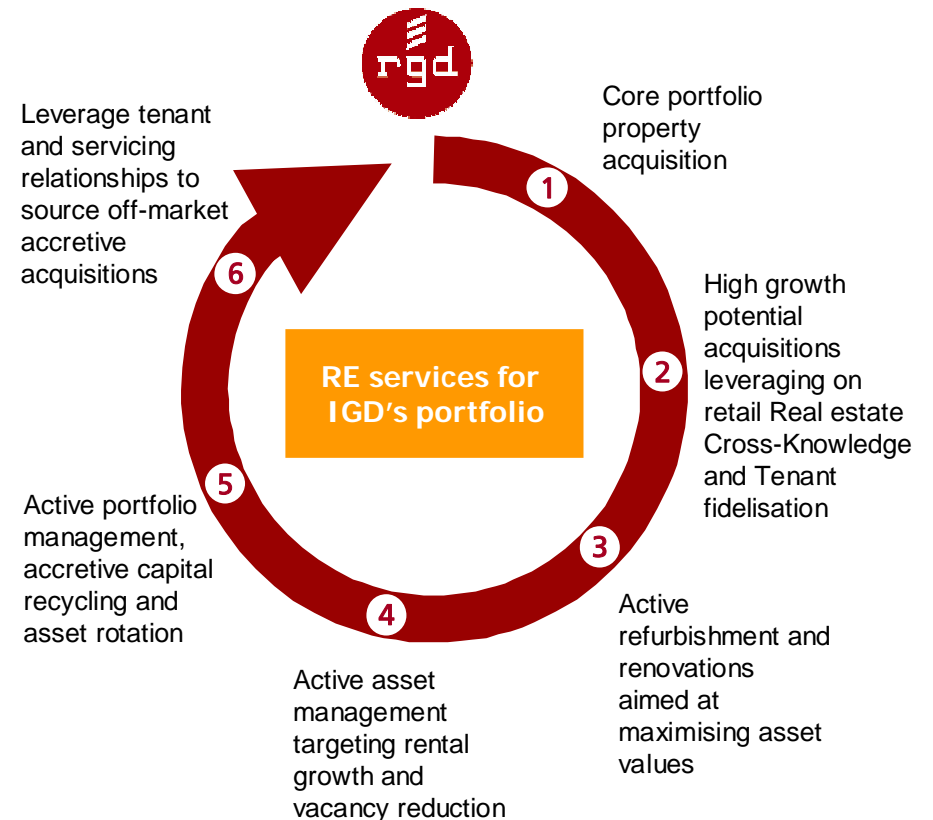 rgd
Core portfolio
property
acquisition
1
High growth
potential
acquisitions
leveraging on
retail Real estate
Cross-Knowledge
and Tenant
fidelisation
2
Active
refurbishment and
renovations
aimed at
maximising asset
values
3
Active asset
management
targeting rental
growth and
vacancy reduction
4
Active portfolio
management,
accretive capital
recycling and
asset rotation
5
Leverage tenant
and servicing
relationships to
source off-market
accretive
acquisitions
6
RE services for
IGD's portfolio